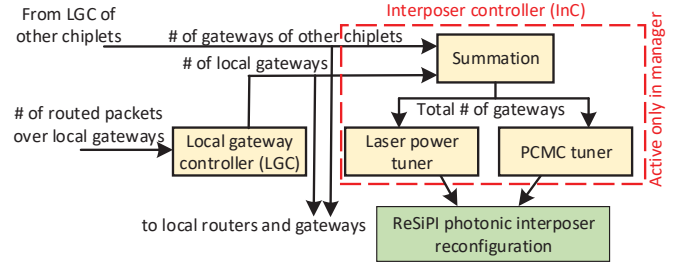 From LGC of
other chiplets
Interposer controller (InC)
# of gateways of other chiplets
# of local gateways
Summation
Active only in manager
Total # of gateways
# of routed packets
over local gateways
Local gateway
controller (LGC)
Laser power
tuner
PCMC tuner
to local routers and gateways
ReSiPI photonic interposer
reconfiguration